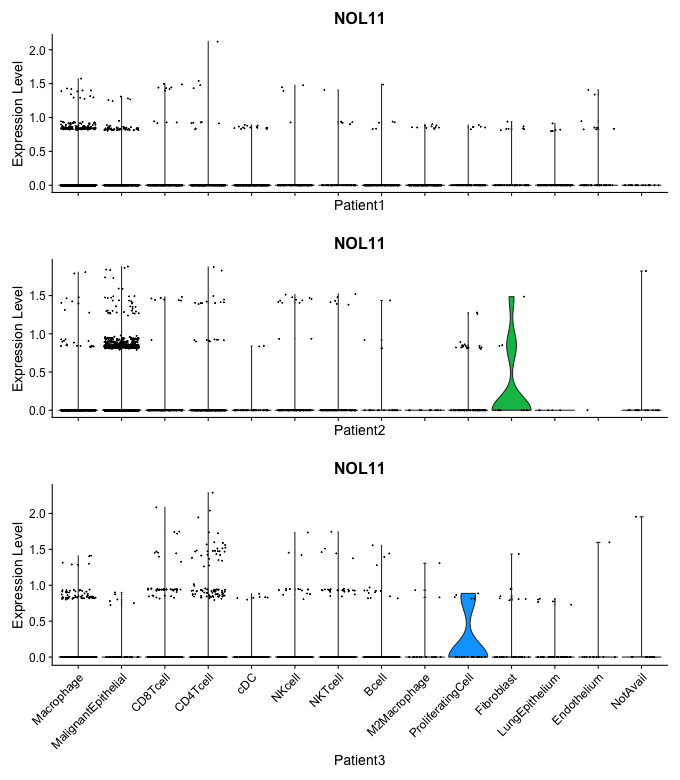 NOL11
Expression Level
2.0
1.5
1.0
0.5
0.0
Patient1
NOL11
Expression Level
1.5
1.0
0.5
0.0
Patient2
NOL11
Expression Level
2.0
1.5
1.0
0.5
0.0
Macrophage
MalignantEpithelial
CD8Tcell
CD4Tcell
cDC
NKcell
NKTcell
Bcell
M2Macrophage
ProliferatingCell
Fibroblast
LungEpithelium
Endothelium
NotAvail
Patient3